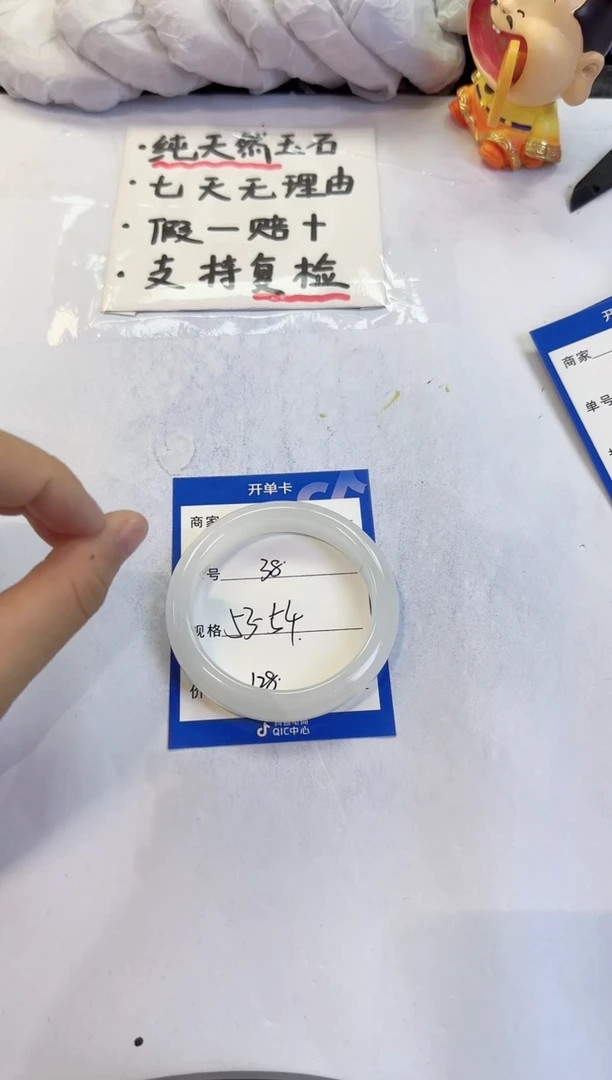 ·纯天然玉石
·七天无理由
·假一赔十
·支持复检
开单卡
商家
号 38
规格 53-54
价 128
QIC中心
开
商家
单号